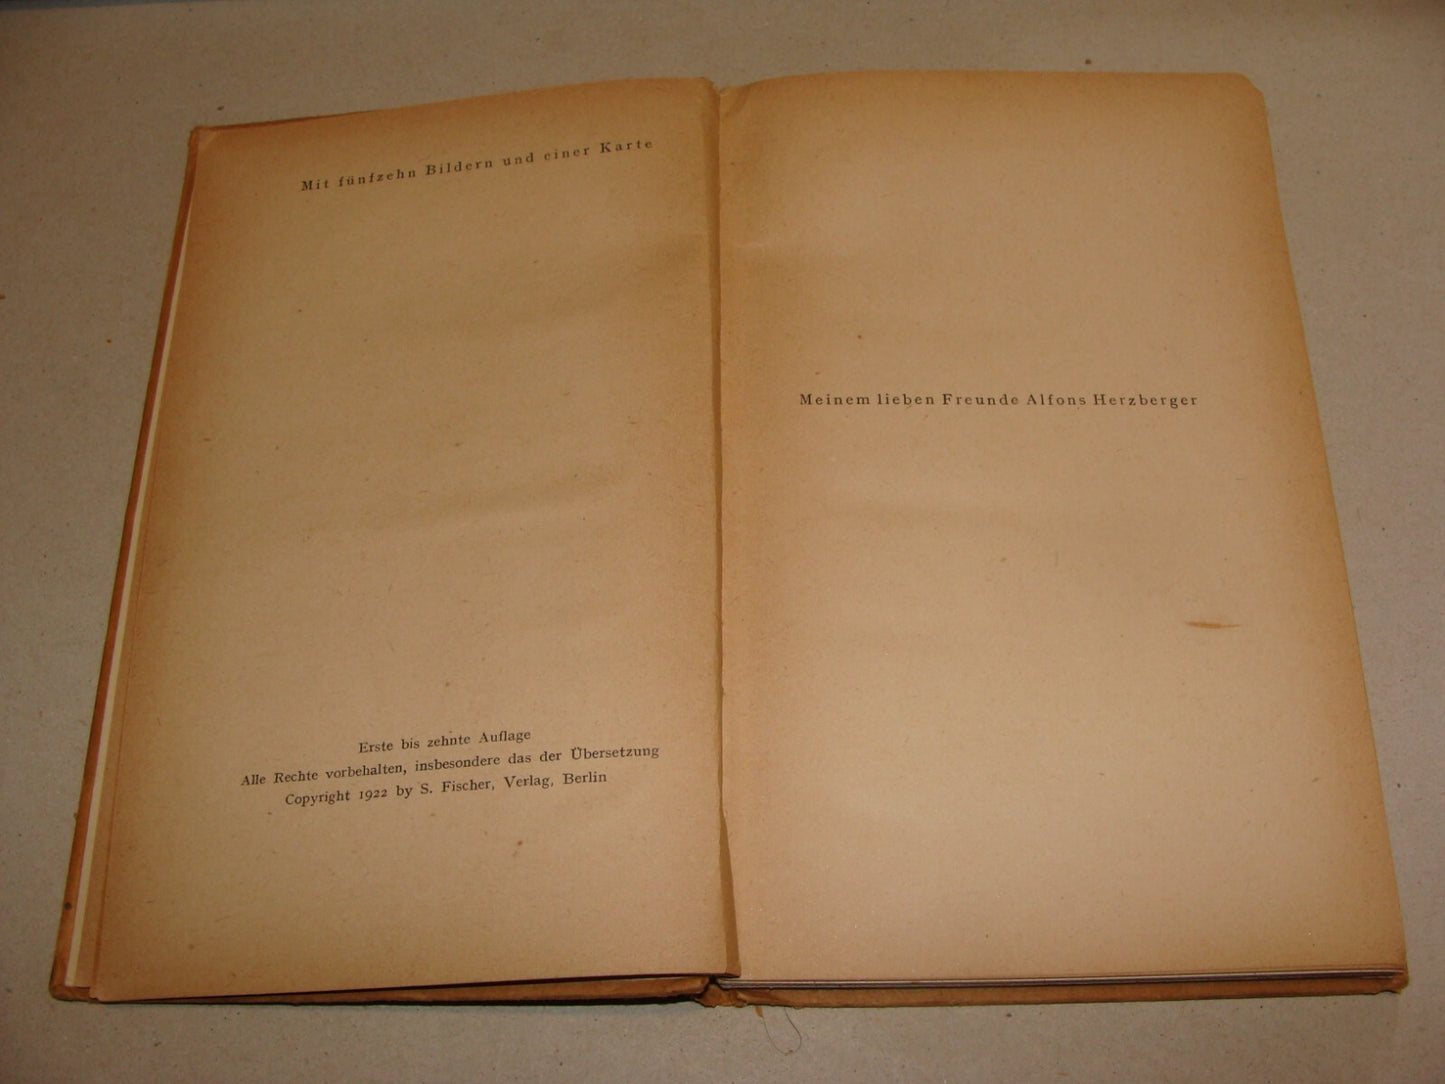 Mit fünfzehn Bildern und einer Karte
Erste bis zehnte Auflage
Alle Rechte vorbehalten, insbesondere das der Übersetzung
Copyright 1922 by S. Fischer, Verlag, Berlin
Meinem lieben Freunde Alfons Herzberger